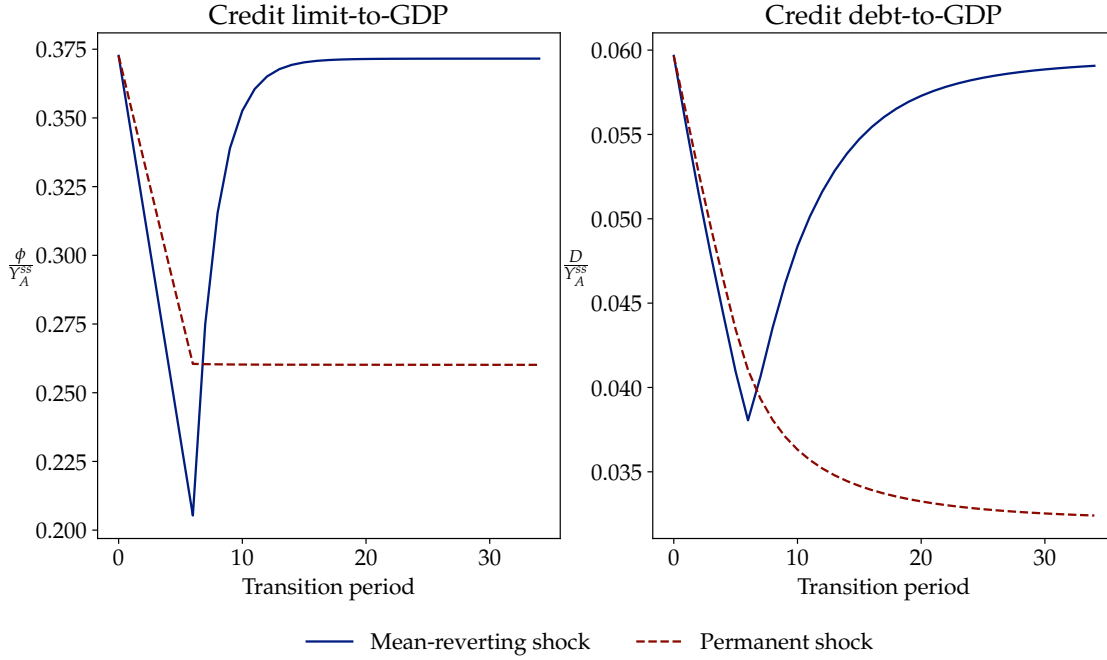 Credit limit-to-GDP
0.375
0.350
0.325
0.300
0.275
0.250
0.225
0.200
ϕ
Y_A^{ss}
0
10
20
30
Transition period
Credit debt-to-GDP
0.060
0.055
0.050
0.045
0.040
0.035
D
Y_A^{ss}
0
10
20
30
Transition period
Mean-reverting shock
Permanent shock